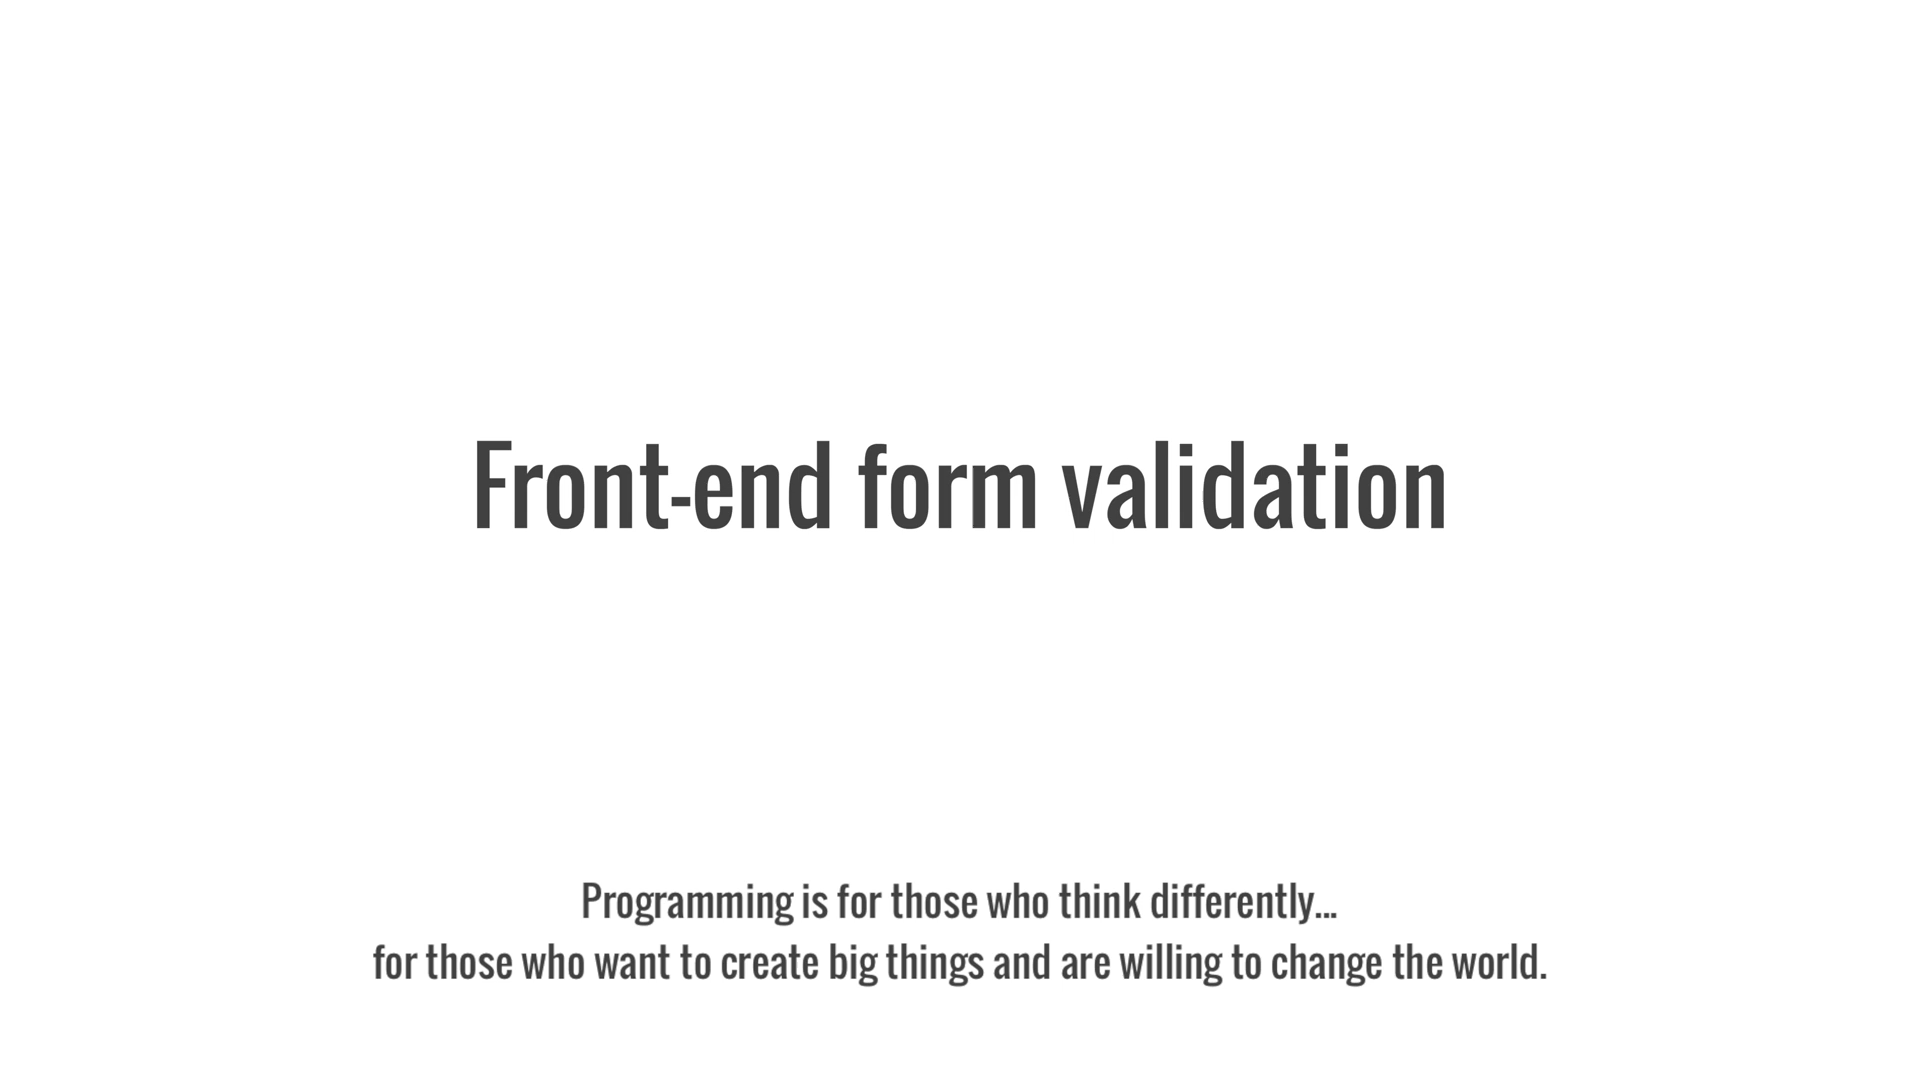 Front-end form validation
Programming is for those who think differently...
for those who want to create big things and are willing to change the world.